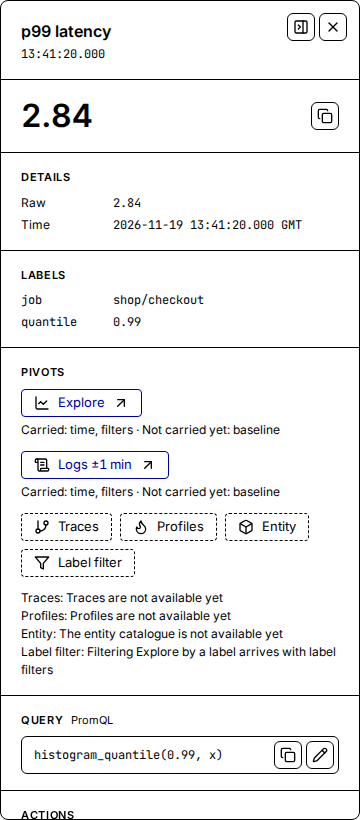 p99 latency
13:41:20.000
2.84
DETAILS
Raw 2.84
Time 2026-11-19 13:41:20.000 GMT
LABELS
job shop/checkout
quantile 0.99
PIVOTS
Explore
Carried: time, filters · Not carried yet: baseline
Logs ±1 min
Carried: time, filters · Not carried yet: baseline
Traces Profiles Entity
Label filter
Traces: Traces are not available yet
Profiles: Profiles are not available yet
Entity: The entity catalogue is not available yet
Label filter: Filtering Explore by a label arrives with label
filters
QUERY PromQL
histogram_quantile(0.99, x)
ACTIONS